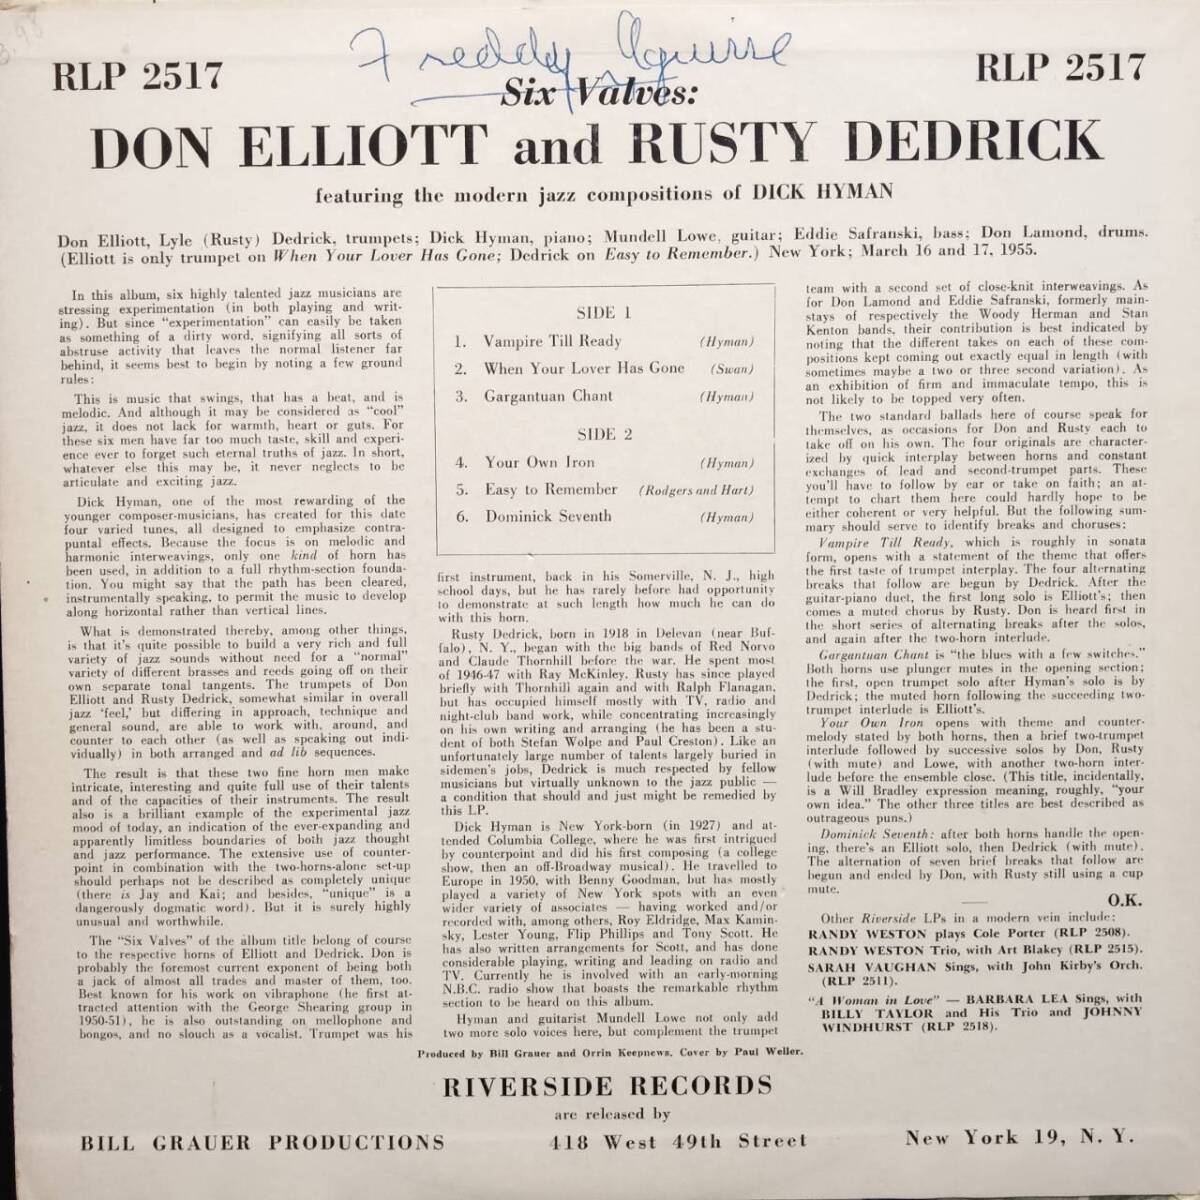 Freddy Aguirre
RLP 2517
RLP 2517
Six Valves:
DON ELLIOTT and RUSTY DEDRICK
featuring the modern jazz compositions of DICK HYMAN
Don Elliott, Lyle (Rusty) Dedrick, trumpets; Dick Hyman, piano; Mundell Lowe, guitar; Eddie Safranski, bass; Don Lamond, drums.
(Elliott is only trumpet on When Your Lover Has Gone; Dedrick on Easy to Remember.) New York; March 16 and 17, 1955.
In this album, six highly talented jazz musicians are
stressing experimentation (in both playing and writ-
ing). But since "experimentation" can easily be taken
as something of a dirty word, signifying all sorts of
abstruse activity that leaves the normal listener far
behind, it seems best to begin by noting a few ground
rules:
This is music that swings, that has a beat, and is
melodic. And although it may be considered as "cool"
jazz, it does not lack for warmth, heart or guts. For
these six men have far too much taste, skill and experi-
ence ever to forget such eternal truths of jazz. In short,
whatever else this may be, it never neglects to be
articulate and exciting jazz.
Dick Hyman, one of the most rewarding of the
younger composer-musicians, has created for this date
four varied tunes, all designed to emphasize contra-
puntal effects. Because the focus is on melodic and
harmonic interweavings, only one kind of horn has
been used, in addition to a full rhythm-section founda-
tion. You might say that the path has been cleared,
instrumentally speaking, to permit the music to develop
along horizontal rather than vertical lines.
What is demonstrated thereby, among other things,
is that it's quite possible to build a very rich and full
variety of jazz sounds without need for a "normal"
variety of different brasses and reeds going off on their
own separate tonal tangents. The trumpets of Don
Elliott and Rusty Dedrick, somewhat similar in overall
jazz 'feel,' but differing in approach, technique and
general sound, are able to work with, around, and
counter to each other (as well as speaking out indi-
vidually) in both arranged and ad lib sequences.
The result is that these two fine horn men make
intricate, interesting and quite full use of their talents
and of the capacities of their instruments. The result
also is a brilliant example of the experimental jazz
mood of today, an indication of the ever-expanding and
apparently limitless boundaries of both jazz thought
and jazz performance. The extensive use of counter-
point in combination with the two-horns-alone set-up
should perhaps not be described as completely unique
(there is Jay and Kai; and besides, "unique" is a
dangerously dogmatic word). But it is surely highly
unusual and worthwhile.
The "Six Valves" of the album title belong of course
to the respective horns of Elliott and Dedrick. Don is
probably the foremost current exponent of being both
a jack of almost all trades and master of them, too.
Best known for his work on vibraphone (he first at-
tracted attention with the George Shearing group in
1950-51), he is also outstanding on mellophone and
bongos, and no slouch as a vocalist. Trumpet was his
SIDE 1
1. Vampire Till Ready (Hyman)
2. When Your Lover Has Gone (Swan)
3. Gargantuan Chant (Hyman)
SIDE 2
4. Your Own Iron (Hyman)
5. Easy to Remember (Rodgers and Hart)
6. Dominick Seventh (Hyman)
first instrument, back in his Somerville, N. J., high
school days, but he has rarely before had opportunity
to demonstrate at such length how much he can do
with this horn.
Rusty Dedrick, born in 1918 in Delevan (near Buf-
falo), N. Y., began with the big bands of Red Norvo
and Claude Thornhill before the war. He spent most
of 1946-47 with Ray McKinley. Rusty has since played
briefly with Thornhill again and with Ralph Flanagan,
but has occupied himself mostly with TV, radio and
night-club band work, while concentrating increasingly
on his own writing and arranging (he has been a stu-
dent of both Stefan Wolpe and Paul Creston). Like an
unfortunately large number of talents largely buried in
sidemen's jobs, Dedrick is much respected by fellow
musicians but virtually unknown to the jazz public —
a condition that should and just might be remedied by
this LP.
Dick Hyman is New York-born (in 1927) and at-
tended Columbia College, where he was first intrigued
by counterpoint and did his first composing (a college
show, then an off-Broadway musical). He travelled to
Europe in 1950, with Benny Goodman, but has mostly
played a variety of New York spots with an even
wider variety of associates — having worked and/or
recorded with, among others, Roy Eldridge, Max Kamin-
sky, Lester Young, Flip Phillips and Tony Scott. He
has also written arrangements for Scott, and has done
considerable playing, writing and leading on radio and
TV. Currently he is involved with an early-morning
N.B.C. radio show that boasts the remarkable rhythm
section to be heard on this album.
Hyman and guitarist Mundell Lowe not only add
two more solo voices here, but complement the trumpet
team with a second set of close-knit interweavings. As
for Don Lamond and Eddie Safranski, formerly main-
stays of respectively the Woody Herman and Stan
Kenton bands, their contribution is best indicated by
noting that the different takes on each of these com-
positions kept coming out exactly equal in length (with
sometimes maybe a two or three second variation). As
an exhibition of firm and immaculate tempo, this is
not likely to be topped very often.
The two standard ballads here of course speak for
themselves, as occasions for Don and Rusty each to
take off on his own. The four originals are character-
ized by quick interplay between horns and constant
exchanges of lead and second-trumpet parts. These
you'll have to follow by ear or take on faith; an at-
tempt to chart them here could hardly hope to be
either coherent or very helpful. But the following sum-
mary should serve to identify breaks and choruses:
Vampire Till Ready, which is roughly in sonata
form, opens with a statement of the theme that offers
the first taste of trumpet interplay. The four alternating
breaks that follow are begun by Dedrick. After the
guitar-piano duet, the first long solo is Elliott's; then
comes a muted chorus by Rusty. Don is heard first in
the short series of alternating breaks after the solos,
and again after the two-horn interlude.
Gargantuan Chant is "the blues with a few switches."
Both horns use plunger mutes in the opening section;
the first, open trumpet solo after Hyman's solo is by
Dedrick; the muted horn following the succeeding two-
trumpet interlude is Elliott's.
Your Own Iron opens with theme and counter-
melody stated by both horns, then a brief two-trumpet
interlude followed by successive solos by Don, Rusty
(with mute) and Lowe, with another two-horn inter-
lude before the ensemble close. (This title, incidentally,
is a Will Bradley expression meaning, roughly, "your
own idea." The other three titles are best described as
outrageous puns.)
Dominick Seventh: after both horns handle the open-
ing, there's an Elliott solo, then Dedrick (with mute).
The alternation of seven brief breaks that follow are
begun and ended by Don, with Rusty still using a cup
mute.
O.K.
Other Riverside LPs in a modern vein include:
RANDY WESTON plays Cole Porter (RLP 2508).
RANDY WESTON Trio, with Art Blakey (RLP 2515).
SARAH VAUGHAN Sings, with John Kirby's Orch.
(RLP 2511).
"A Woman in Love" — BARBARA LEA Sings, with
BILLY TAYLOR and His Trio and JOHNNY
WINDHURST (RLP 2518).
Produced by Bill Grauer and Orrin Keepnews. Cover by Paul Weller.
RIVERSIDE RECORDS
are released by
BILL GRAUER PRODUCTIONS 418 West 49th Street New York 19, N. Y.